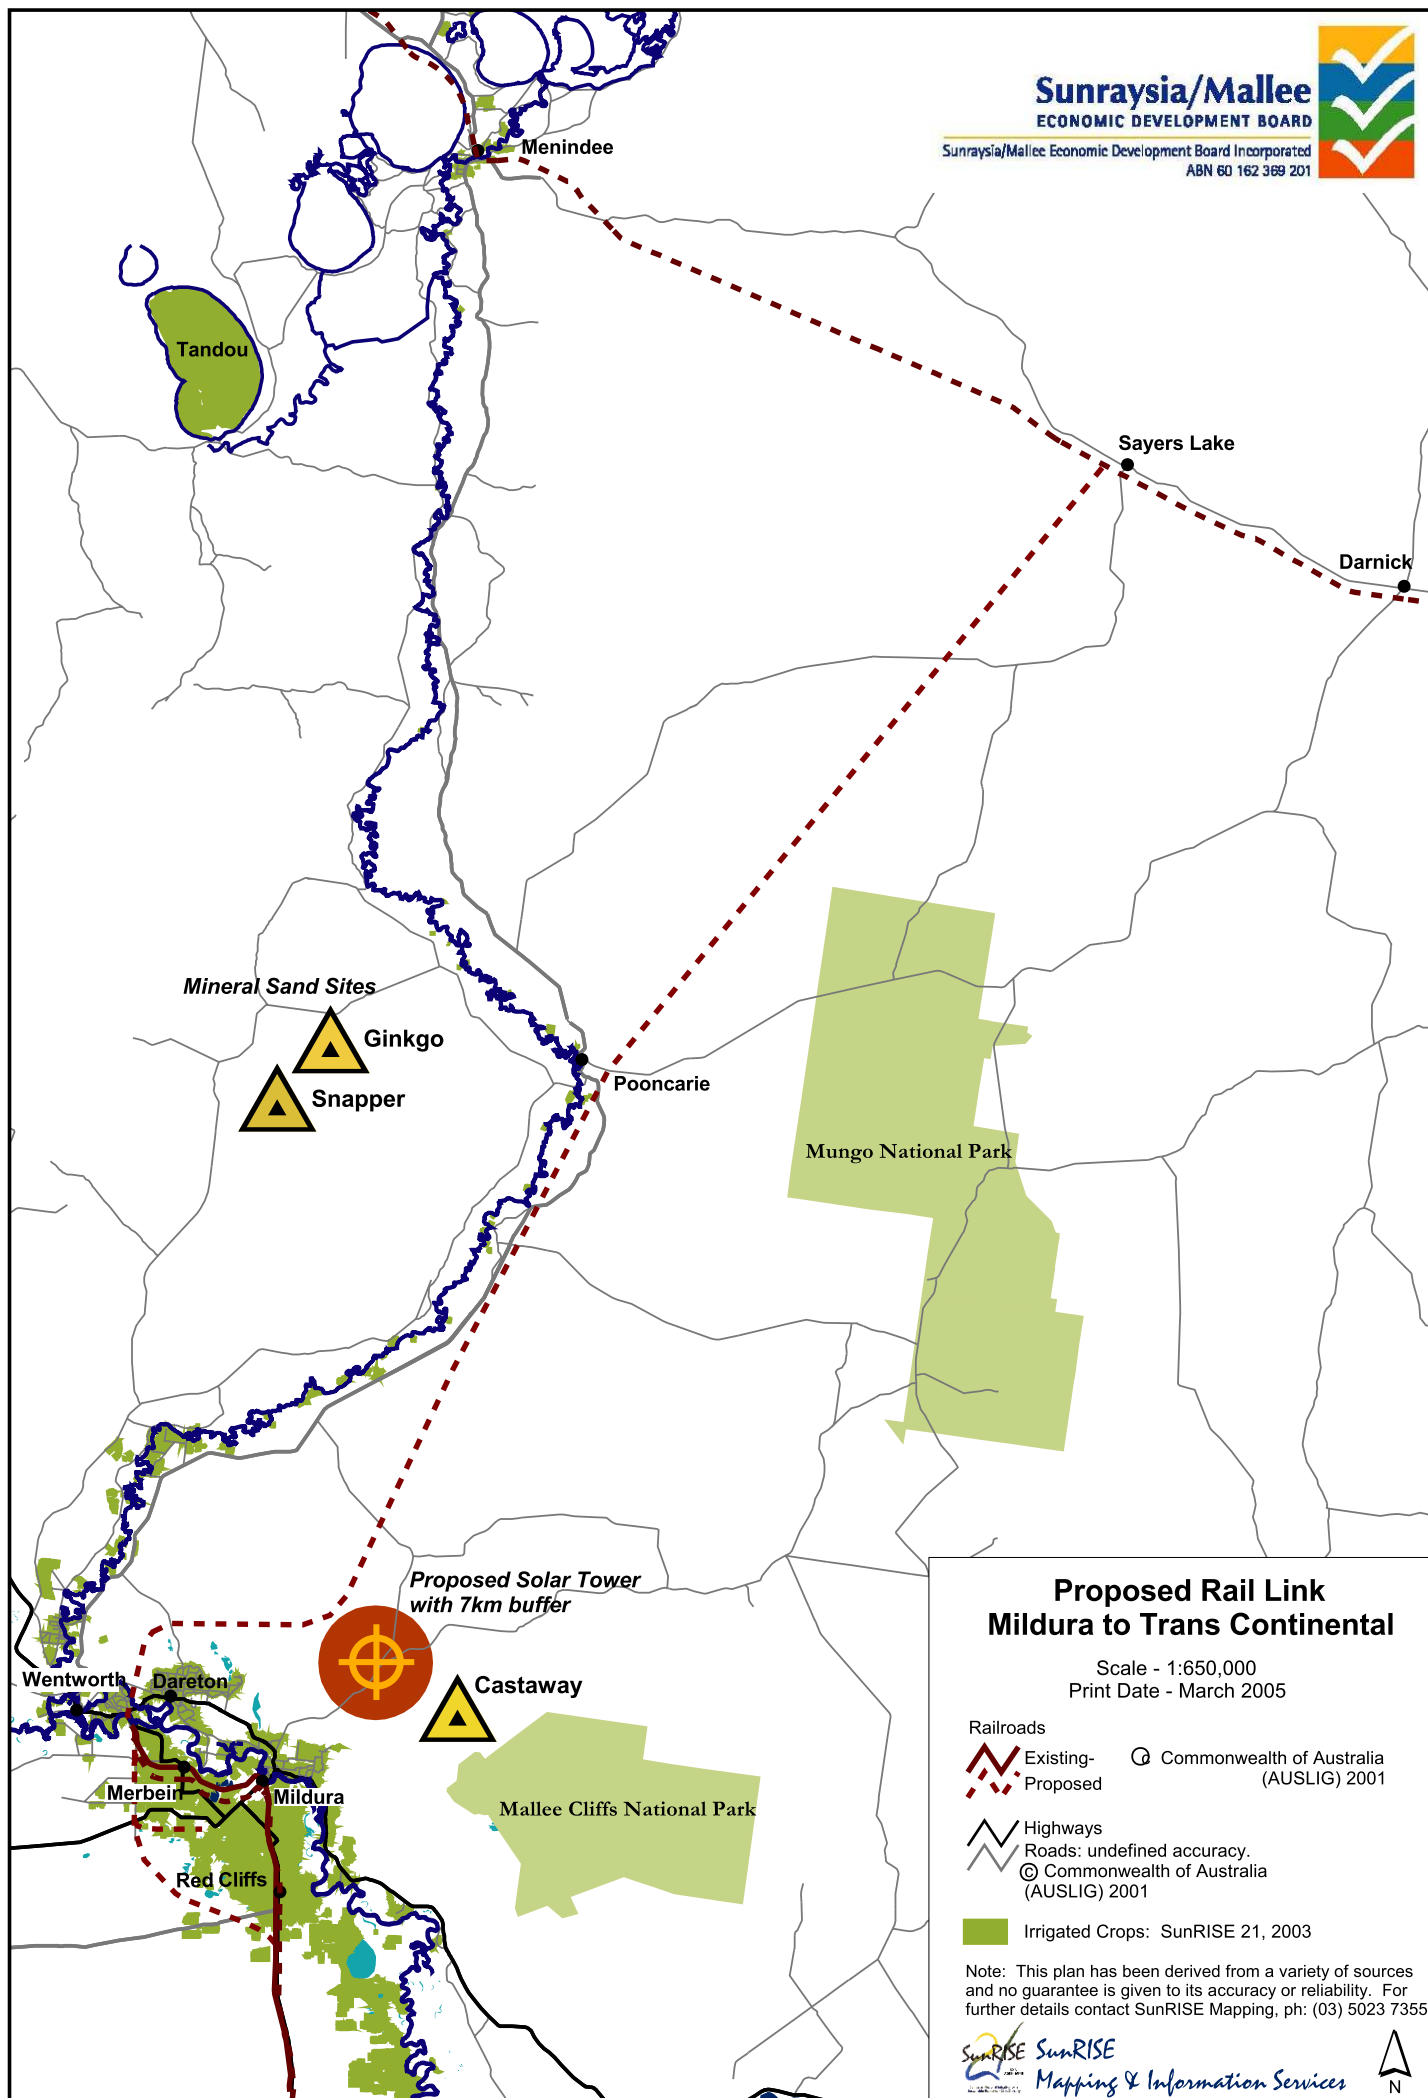 Sunraysia/Mallee
ECONOMIC DEVELOPMENT BOARD
Sunraysia/Mallee Economic Development Board Incorporated
ABN 60 162 369 201
Menindee
Tandou
Sayers Lake
Darnick
Mineral Sand Sites
Ginkgo
Snapper
Pooncarie
Mungo National Park
Proposed Solar Tower
with 7km buffer
Wentworth
Dareton
Castaway
Merbein
Mildura
Mallee Cliffs National Park
Red Cliffs
Proposed Rail Link
Mildura to Trans Continental
Scale - 1:650,000
Print Date - March 2005
Railroads
Existing-
Proposed
Commonwealth of Australia
(AUSLIG) 2001
Highways
Roads: undefined accuracy.
© Commonwealth of Australia
(AUSLIG) 2001
Irrigated Crops: SunRISE 21, 2003
Note: This plan has been derived from a variety of sources
and no guarantee is given to its accuracy or reliability. For
further details contact SunRISE Mapping, ph: (03) 5023 7355
SunRISE
SunRISE
Mapping & Information Services
N